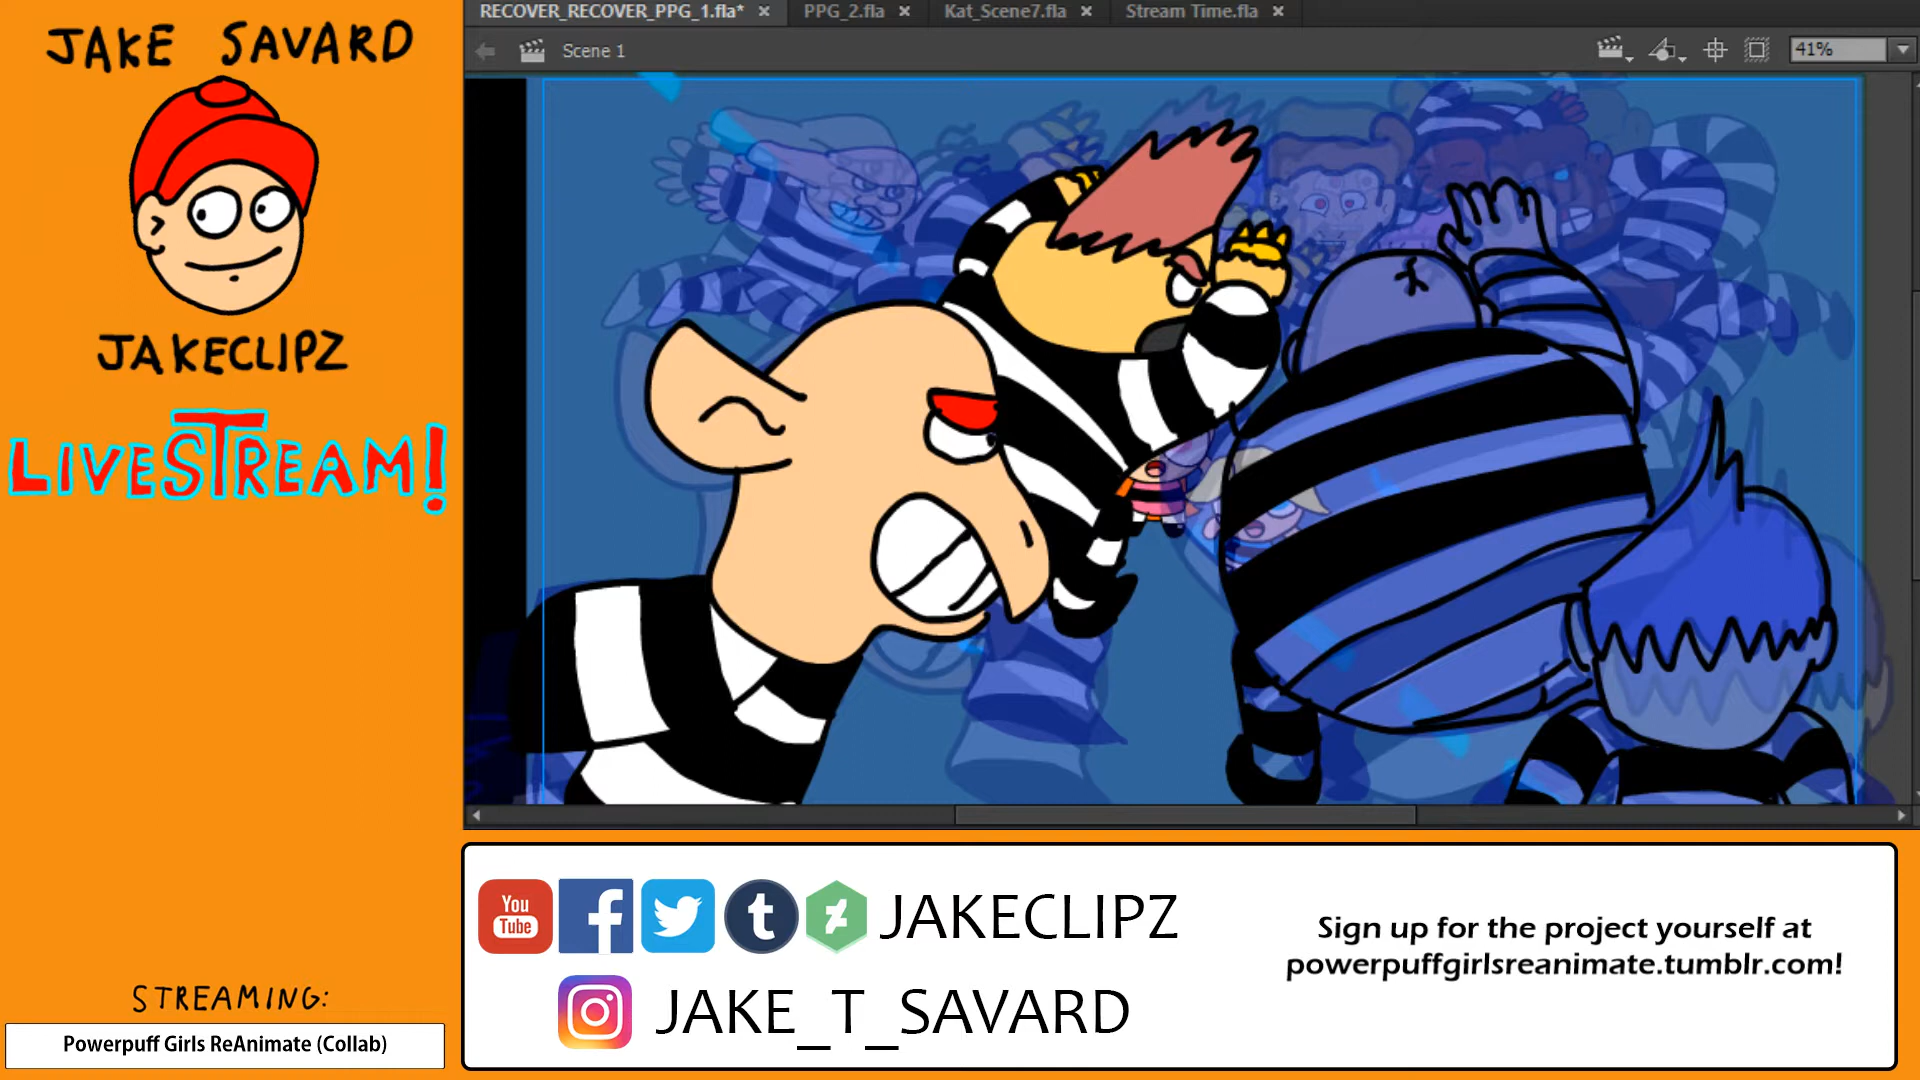 JAKE SAVARD
JAKECLIPZ
LIVESTREAM!
STREAMING:
Powerpuff Girls ReAnimate (Collab)
RECOVER_RECOVER_PPG_1.fla* ×
PPG_2.fla ×
Kat_Scene7.fla ×
Stream Time.fla ×
Scene 1
41%
You
Tube
f
t
JAKECLIPZ
JAKE_T_SAVARD
Sign up for the project yourself at
powerpuffgirlsreanimate.tumblr.com!